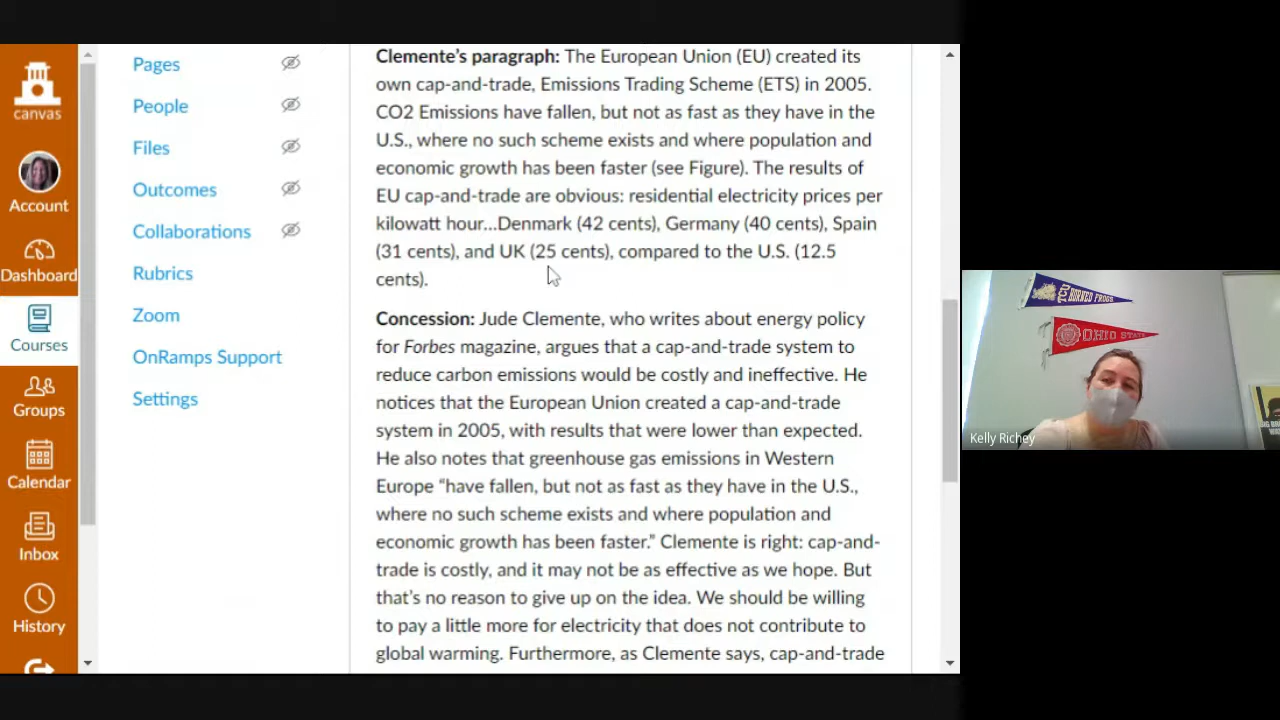 canvas
Account
Dashboard
Courses
Groups
Calendar
Inbox
History
Pages
People
Files
Outcomes
Collaborations
Rubrics
Zoom
OnRamps Support
Settings
Clemente's paragraph: The European Union (EU) created its
own cap-and-trade, Emissions Trading Scheme (ETS) in 2005.
CO2 Emissions have fallen, but not as fast as they have in the
U.S., where no such scheme exists and where population and
economic growth has been faster (see Figure). The results of
EU cap-and-trade are obvious: residential electricity prices per
kilowatt hour...Denmark (42 cents), Germany (40 cents), Spain
(31 cents), and UK (25 cents), compared to the U.S. (12.5
cents).
Concession: Jude Clemente, who writes about energy policy
for Forbes magazine, argues that a cap-and-trade system to
reduce carbon emissions would be costly and ineffective. He
notices that the European Union created a cap-and-trade
system in 2005, with results that were lower than expected.
He also notes that greenhouse gas emissions in Western
Europe “have fallen, but not as fast as they have in the U.S.,
where no such scheme exists and where population and
economic growth has been faster.” Clemente is right: cap-and-
trade is costly, and it may not be as effective as we hope. But
that's no reason to give up on the idea. We should be willing
to pay a little more for electricity that does not contribute to
global warming. Furthermore, as Clemente says, cap-and-trade
TCU
HORNED FROGS
OHIO STATE
Kelly Richey